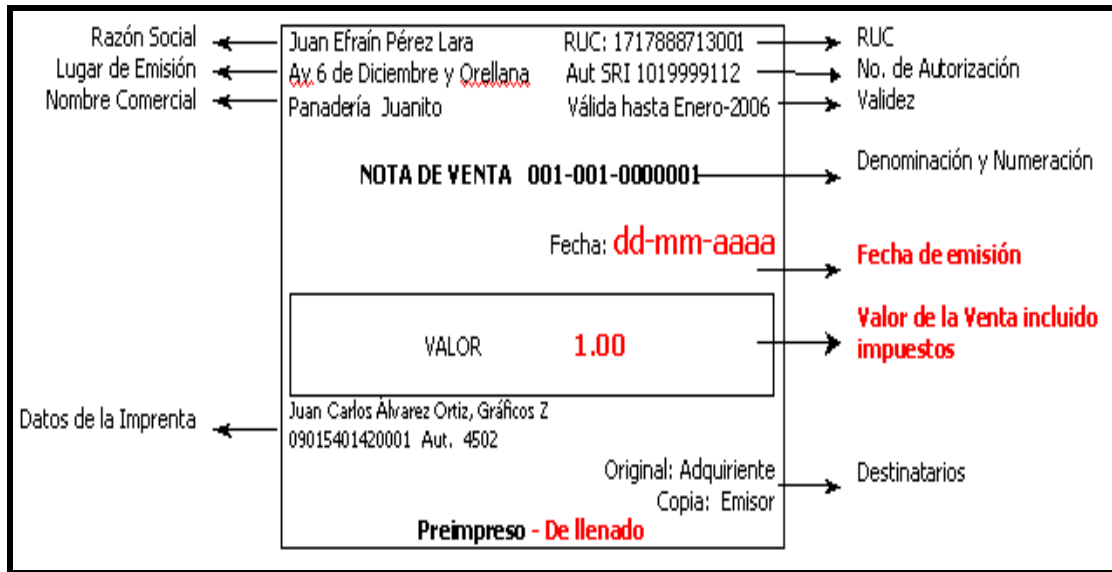 Razón Social
Juan Efraín Pérez Lara
RUC: 1717888713001
RUC
Lugar de Emisión
Av 6 de Diciembre y Orellana
Aut SRI 1019999112
No. de Autorización
Nombre Comercial
Panadería Juanito
Válida hasta Enero-2006
Validez
NOTA DE VENTA 001-001-0000001
Denominación y Numeración
Fecha: dd-mm-aaaa
Fecha de emisión
VALOR 1.00
Valor de la Venta incluido
impuestos
Datos de la Imprenta
Juan Carlos Álvarez Ortiz, Gráficos Z
09015401420001 Aut. 4502
Original: Adquiriente
Copia: Emisor
Destinatarios
Preimpreso - De llenado